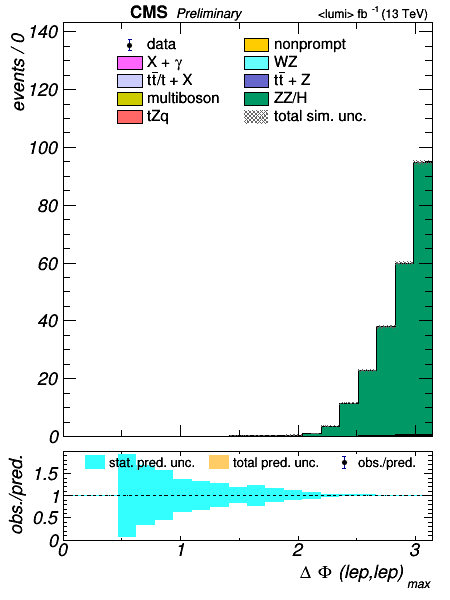 CMS Preliminary <lumi> fb⁻¹ (13 TeV)
events / 0
140
120
100
80
60
40
20
0
data
nonprompt
X + γ
WZ
tt̅/t + X
tt̅ + Z
multiboson
ZZ/H
tZq
total sim. unc.
obs./pred.
1.5
1
0.5
0
stat. pred. unc. total pred. unc. obs./pred.
0 1 2 3
Δ Φ (lep,lep) max